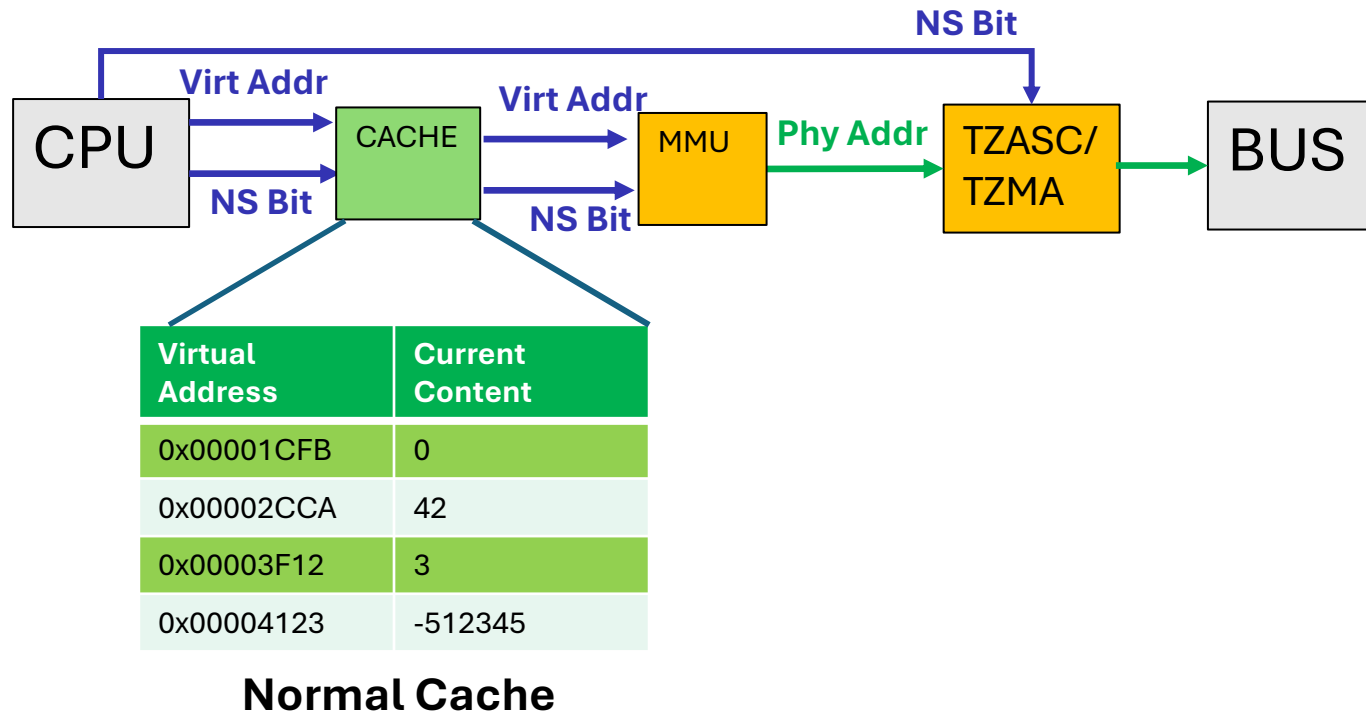 NS Bit
Virt Addr
Virt Addr
CPU
CACHE
MMU
Phy Addr
TZASC/
TZMA
BUS
NS Bit
NS Bit
Virtual
Address
Current
Content
0x00001CFB
0
0x00002CCA
42
0x00003F12
3
0x00004123
-512345
Normal Cache